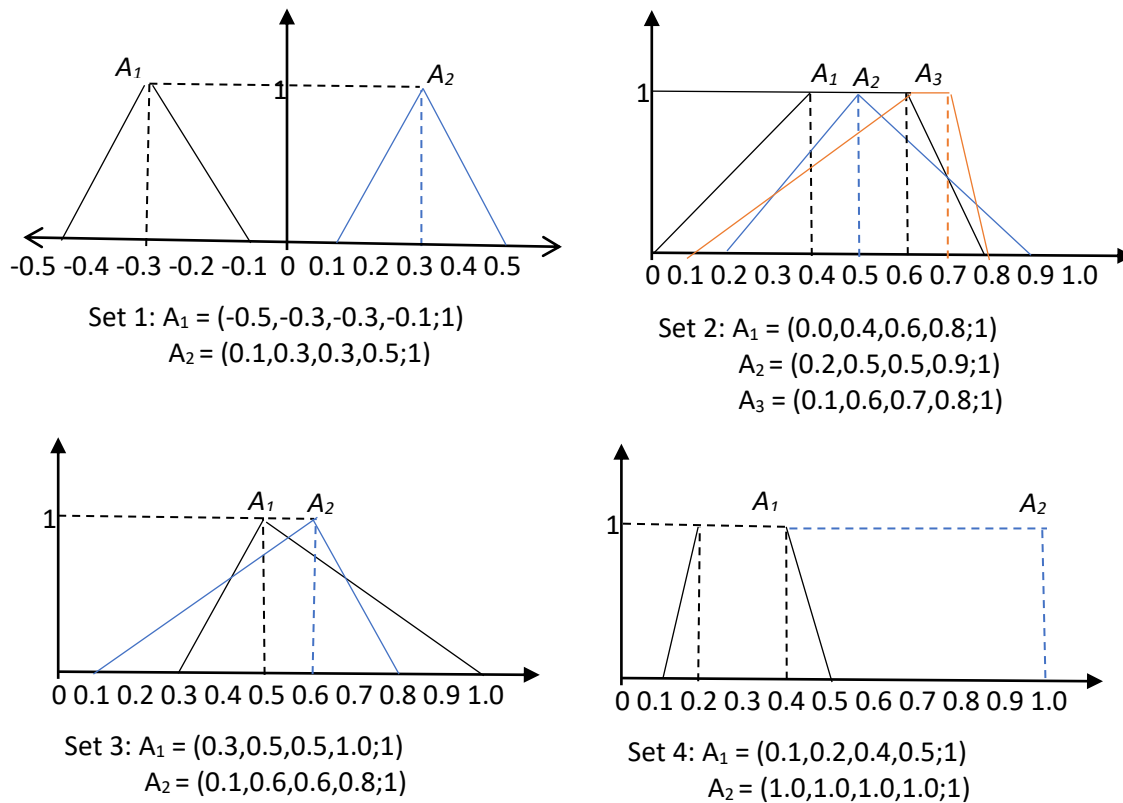 A₁
A₂
1
-0.5 -0.4 -0.3 -0.2 -0.1 0 0.1 0.2 0.3 0.4 0.5
Set 1: A₁ = (-0.5,-0.3,-0.3,-0.1;1)
A₂ = (0.1,0.3,0.3,0.5;1)
A₁ A₂ A₃
1
0 0.1 0.2 0.3 0.4 0.5 0.6 0.7 0.8 0.9 1.0
Set 2: A₁ = (0.0,0.4,0.6,0.8;1)
A₂ = (0.2,0.5,0.5,0.9;1)
A₃ = (0.1,0.6,0.7,0.8;1)
A₁ A₂
1
0 0.1 0.2 0.3 0.4 0.5 0.6 0.7 0.8 0.9 1.0
Set 3: A₁ = (0.3,0.5,0.5,1.0;1)
A₂ = (0.1,0.6,0.6,0.8;1)
A₁ A₂
1
0 0.1 0.2 0.3 0.4 0.5 0.6 0.7 0.8 0.9 1.0
Set 4: A₁ = (0.1,0.2,0.4,0.5;1)
A₂ = (1.0,1.0,1.0,1.0;1)